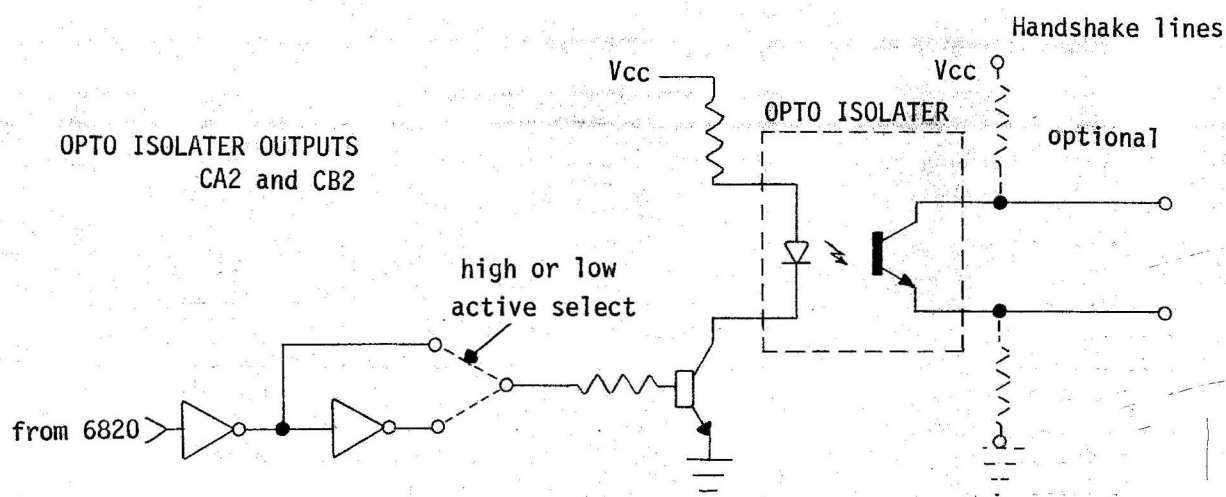 Handshake lines
Vcc
Vcc
OPTO ISOLATER
optional
OPTO ISOLATER OUTPUTS
CA2 and CB2
high or low
active select
from 6820